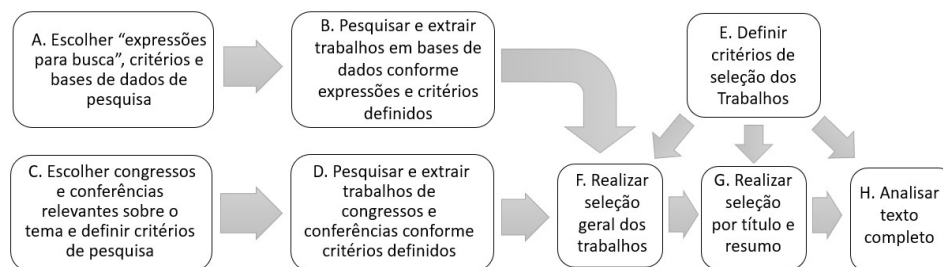 A. Escolher “expressões
para busca”, critérios e
bases de dados de
pesquisa
B. Pesquisar e extrair
trabalhos em bases de
dados conforme
expressões e critérios
definidos
E. Definir
critérios de
seleção dos
Trabalhos
C. Escolher congressos
e conferências
relevantes sobre o
tema e definir critérios
de pesquisa
D. Pesquisar e extrair
trabalhos de
congressos e
conferências conforme
critérios definidos
F. Realizar
seleção
geral dos
trabalhos
G. Realizar
seleção
por título e
resumo
H. Analisar
texto
completo